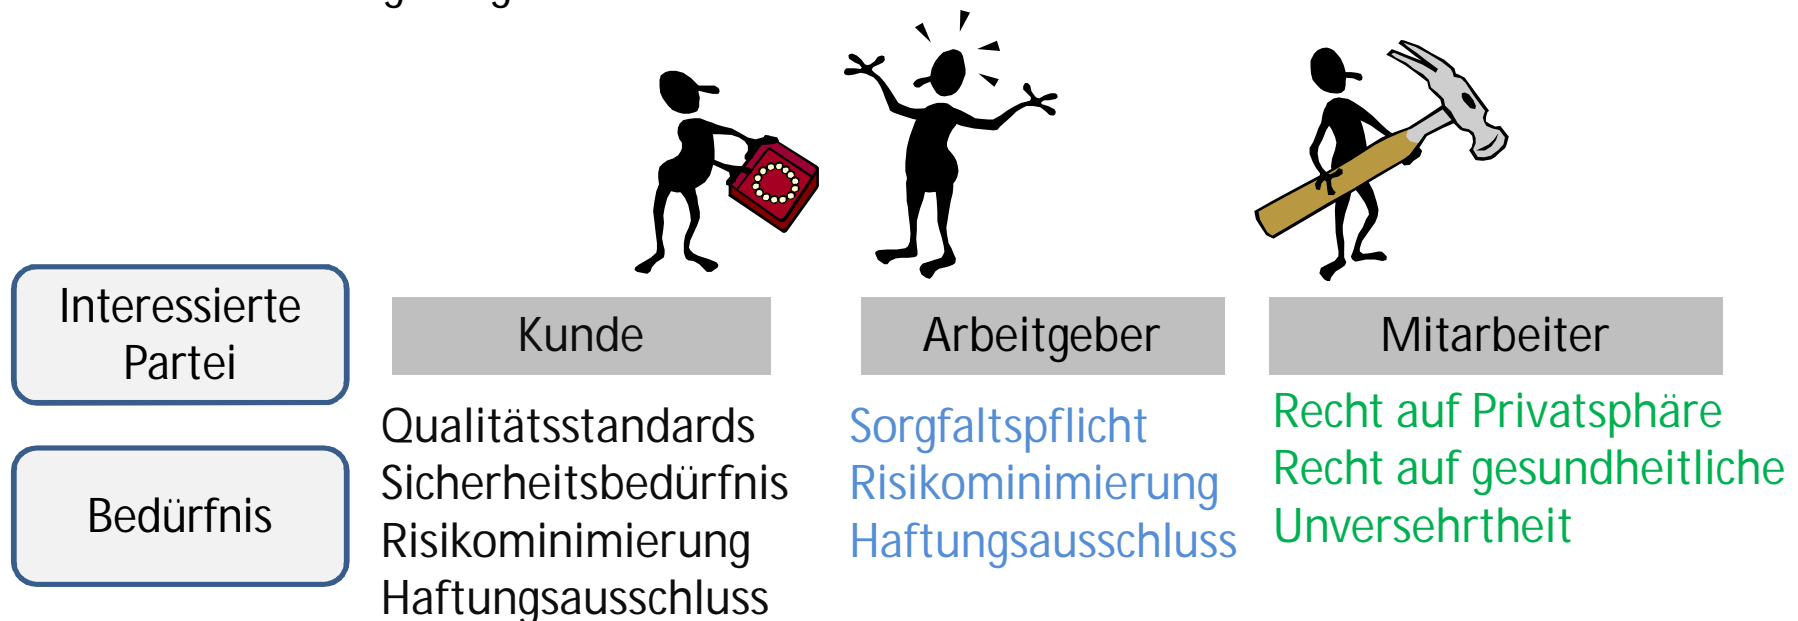 Interessierte
Partei
Kunde
Arbeitgeber
Mitarbeiter
Bedürfnis
Qualitätsstandards
Sicherheitsbedürfnis
Risikominimierung
Haftungsausschluss
Sorgfaltspflicht
Risikominimierung
Haftungsausschluss
Recht auf Privatsphäre
Recht auf gesundheitliche
Unversehrtheit